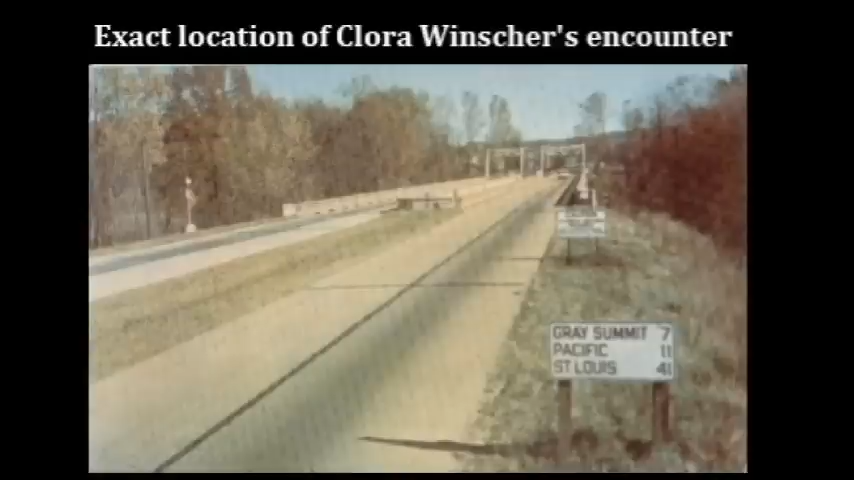 Exact location of Clora Winscher's encounter
GRAY SUMMIT 7
PACIFIC 11
ST LOUIS 41